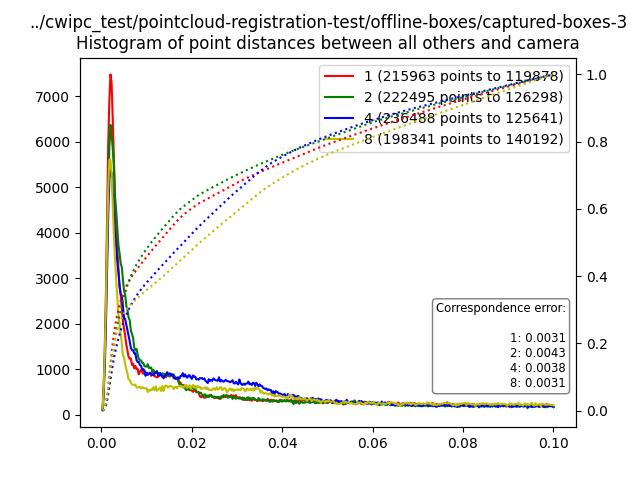 ../cwipc_test/pointcloud-registration-test/offline-boxes/captured-boxes-3
Histogram of point distances between all others and camera
1 (215963 points to 119878)
2 (222495 points to 126298)
4 (236488 points to 125641)
8 (198341 points to 140192)
7000
6000
5000
4000
3000
2000
1000
0
1.0
0.8
0.6
0.4
0.2
0.0
Correspondence error:
1: 0.0031
2: 0.0043
4: 0.0038
8: 0.0031
0.00 0.02 0.04 0.06 0.08 0.10